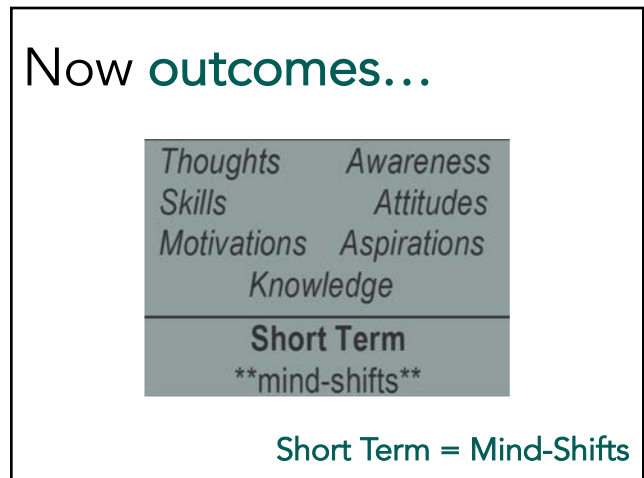 Now outcomes...
Thoughts Awareness
Skills Attitudes
Motivations Aspirations
Knowledge
Short Term
**mind-shifts**
Short Term = Mind-Shifts